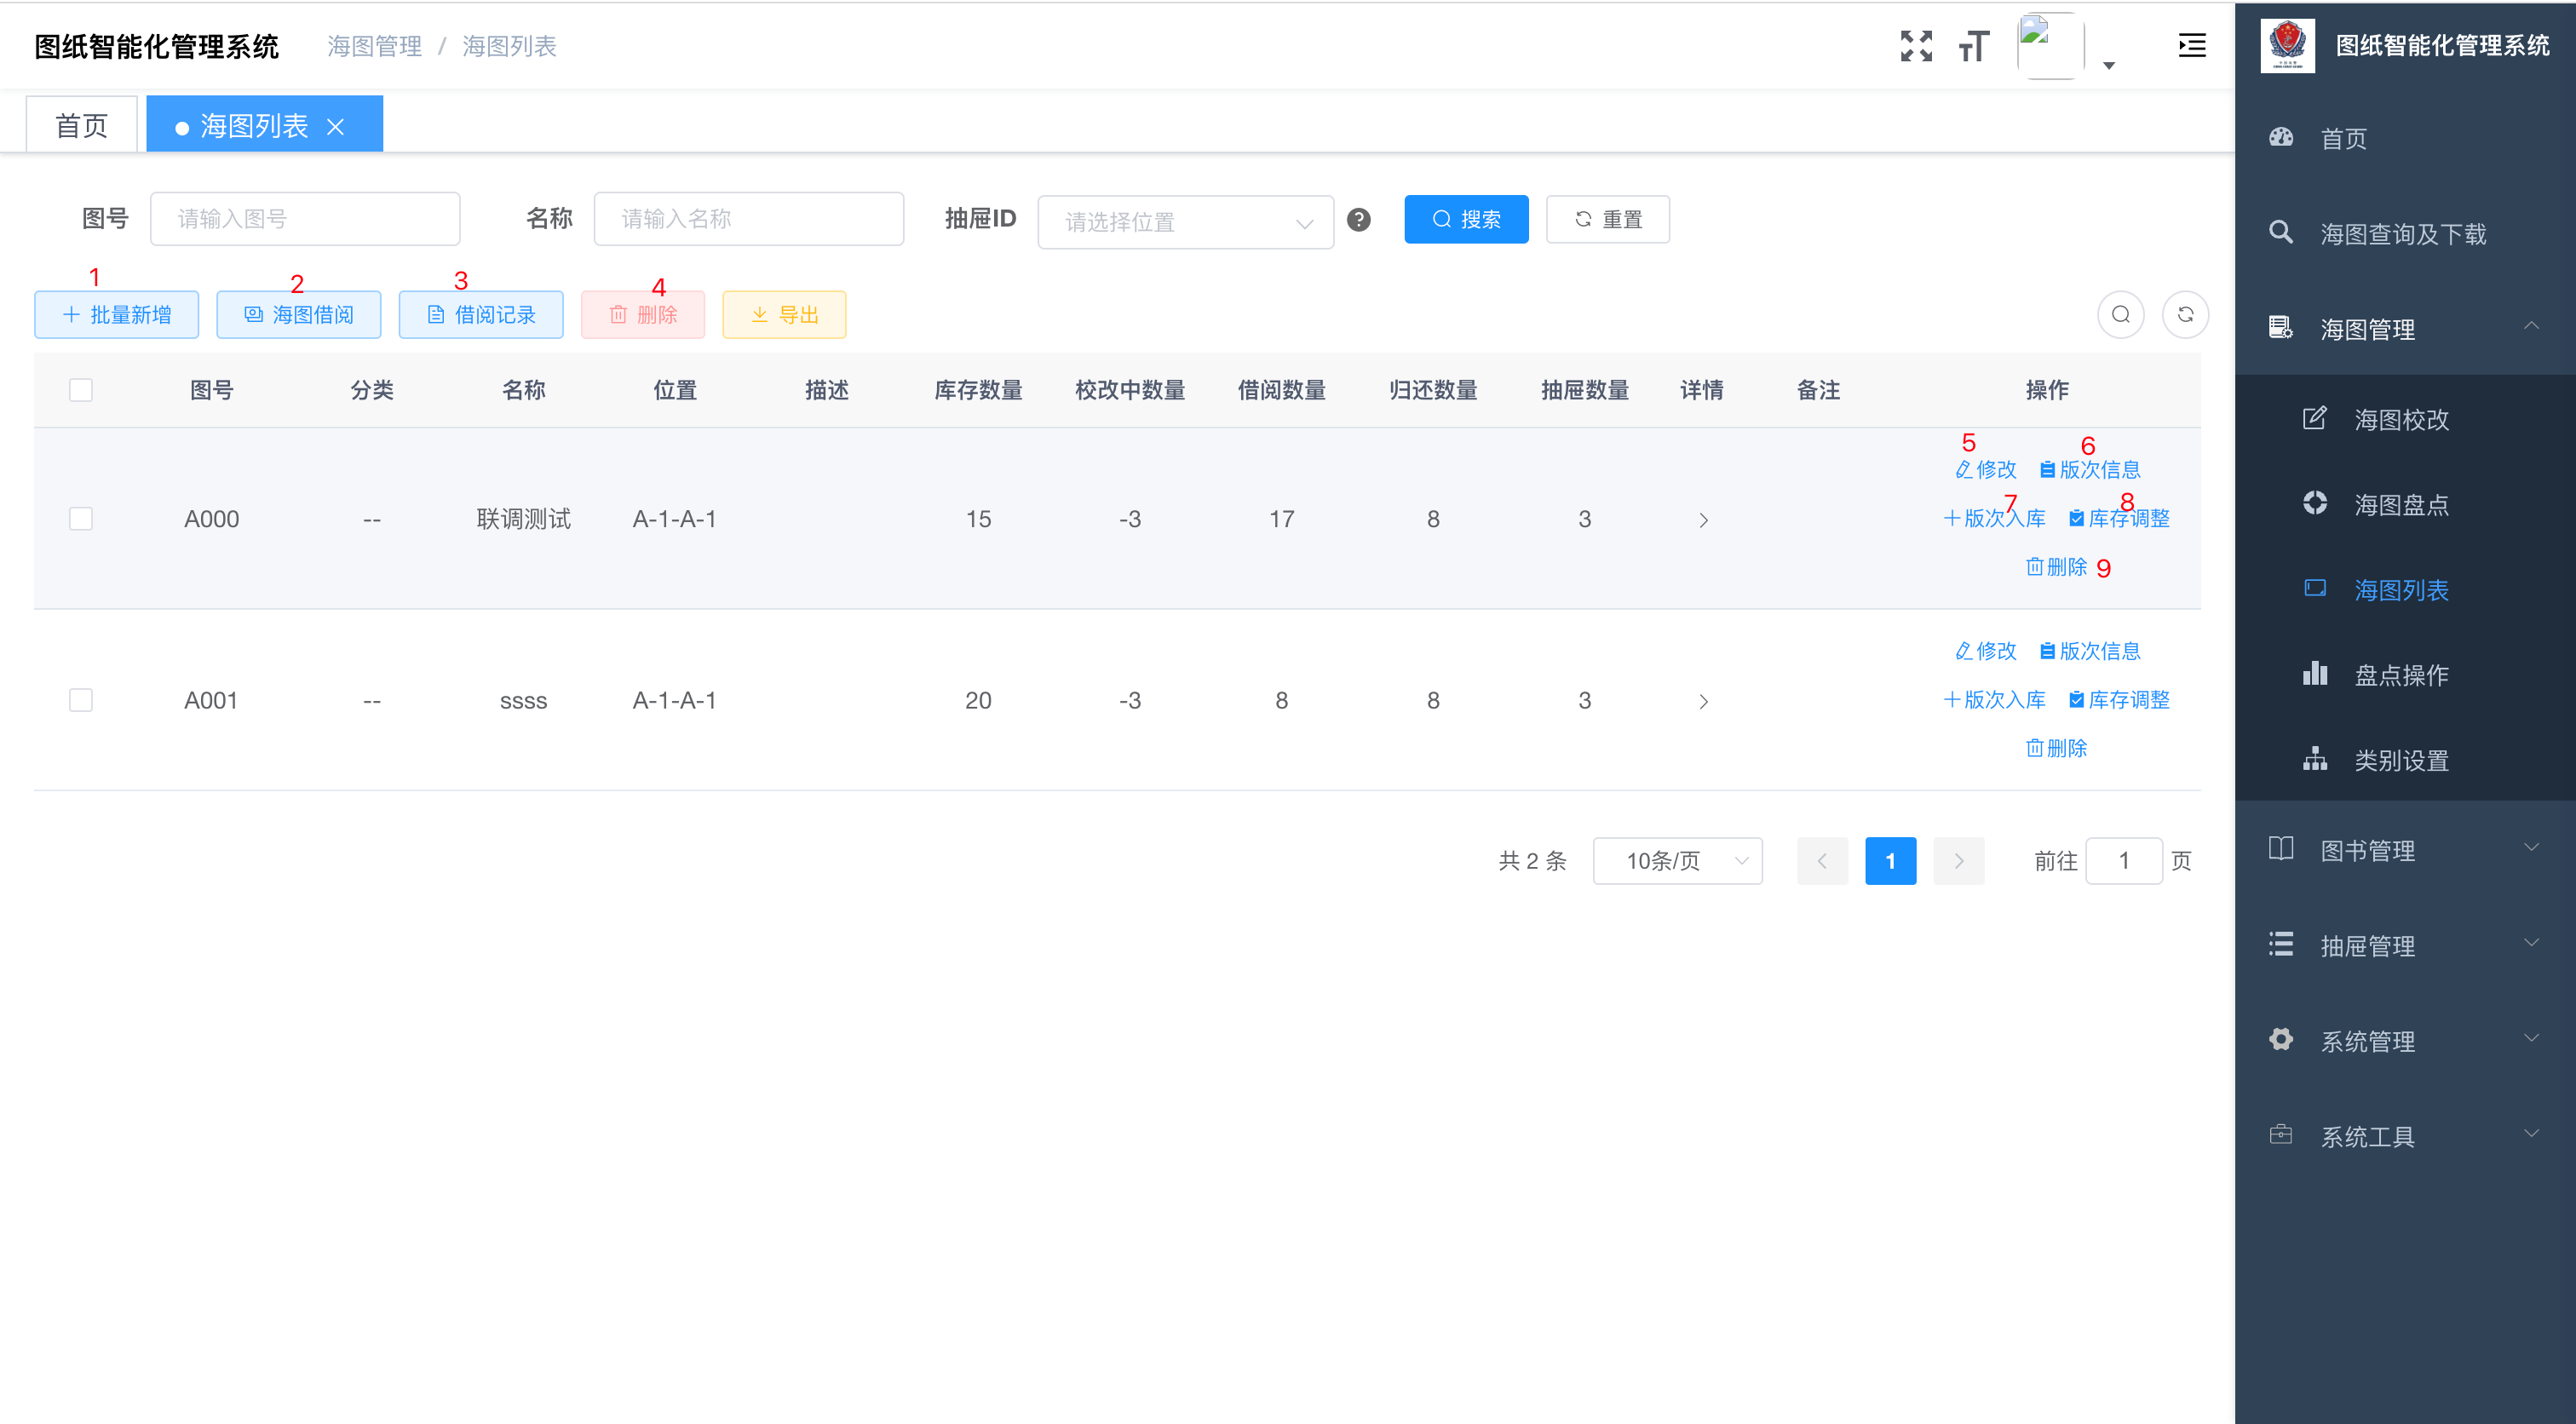 图纸智能化管理系统 海图管理 / 海图列表
首页 海图列表
图号 请输入图号 名称 请输入名称 抽屉ID 请选择位置 搜索 重置
1 2 3 4
批量新增 海图借阅 借阅记录 删除 导出
图号 分类 名称 位置 描述 库存数量 校改中数量 借阅数量 归还数量 抽屉数量 详情 备注 操作
5 6
修改 版次信息
7 8
A000 -- 联调测试 A-1-A-1 15 -3 17 8 3 版次入库 库存调整
删除 9
修改 版次信息
A001 -- ssss A-1-A-1 20 -3 8 8 3 版次入库 库存调整
删除
共 2 条 10条/页 1 前往 1 页
图纸智能化管理系统
首页
海图查询及下载
海图管理
海图校改
海图盘点
海图列表
盘点操作
类别设置
图书管理
抽屉管理
系统管理
系统工具